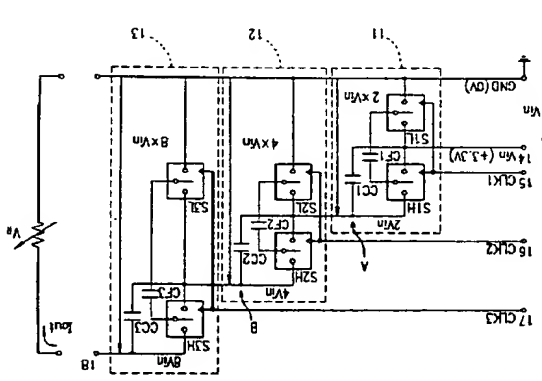 13
12
11
GND (0V)
8×Vin
4×Vin
2×Vin
Vin
S1L
CF1
14 Vin (+3.3V)
CC1
15 CLK1
S1H
S3L
S2L
CF2
2Vin
A
VR
CC2
S2H
16 CLK2
4Vin
B
CF3
CC3
S3H
17 CLK3
Iout
8Vin
18